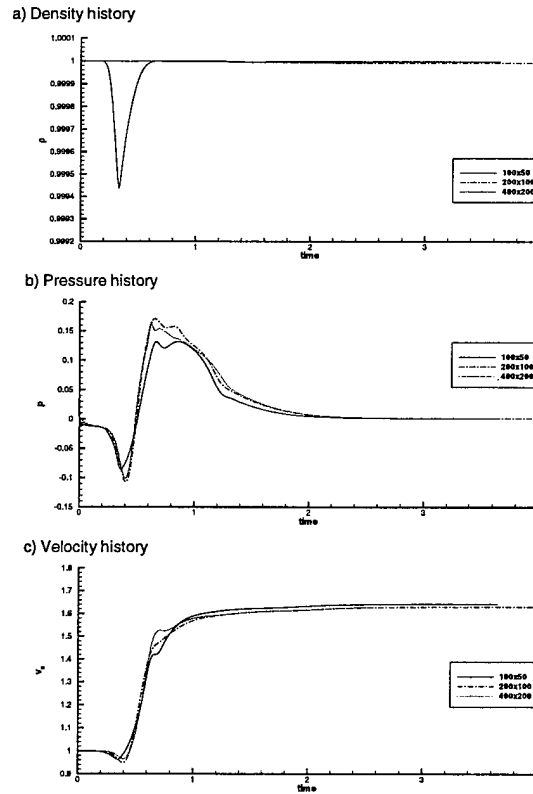 a) Density history
1.0001
1
0.9999
0.9998
0.9997
0.9996
0.9995
0.9994
0.9993
0.9992
ρ
100x50
200x100
400x200
0
1
2
3
time
b) Pressure history
0.2
0.15
0.1
0.05
0
-0.05
-0.1
-0.15
p
100x50
200x100
400x200
0
1
2
3
time
c) Velocity history
1.8
1.7
1.6
1.5
1.4
1.3
1.2
1.1
1
0.9
100x50
200x100
400x200
0
1
2
3
time